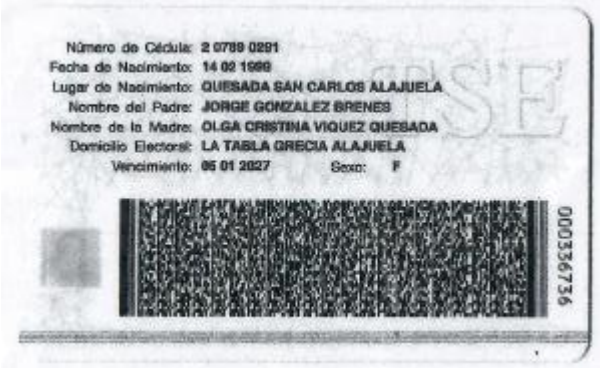 Número de Cédula: 2 0789 0291
Fecha de Nacimiento: 14 02 1999
Lugar de Nacimiento: QUESADA SAN CARLOS ALAJUELA
Nombre del Padre: JORGE GONZALEZ BRENES
Nombre de la Madre: OLGA CRISTINA VIQUEZ QUESADA
Domicilio Electoral: LA TABLA GRECIA ALAJUELA
Vencimiento: 05 01 2027 Sexo: F
TSE
000336736